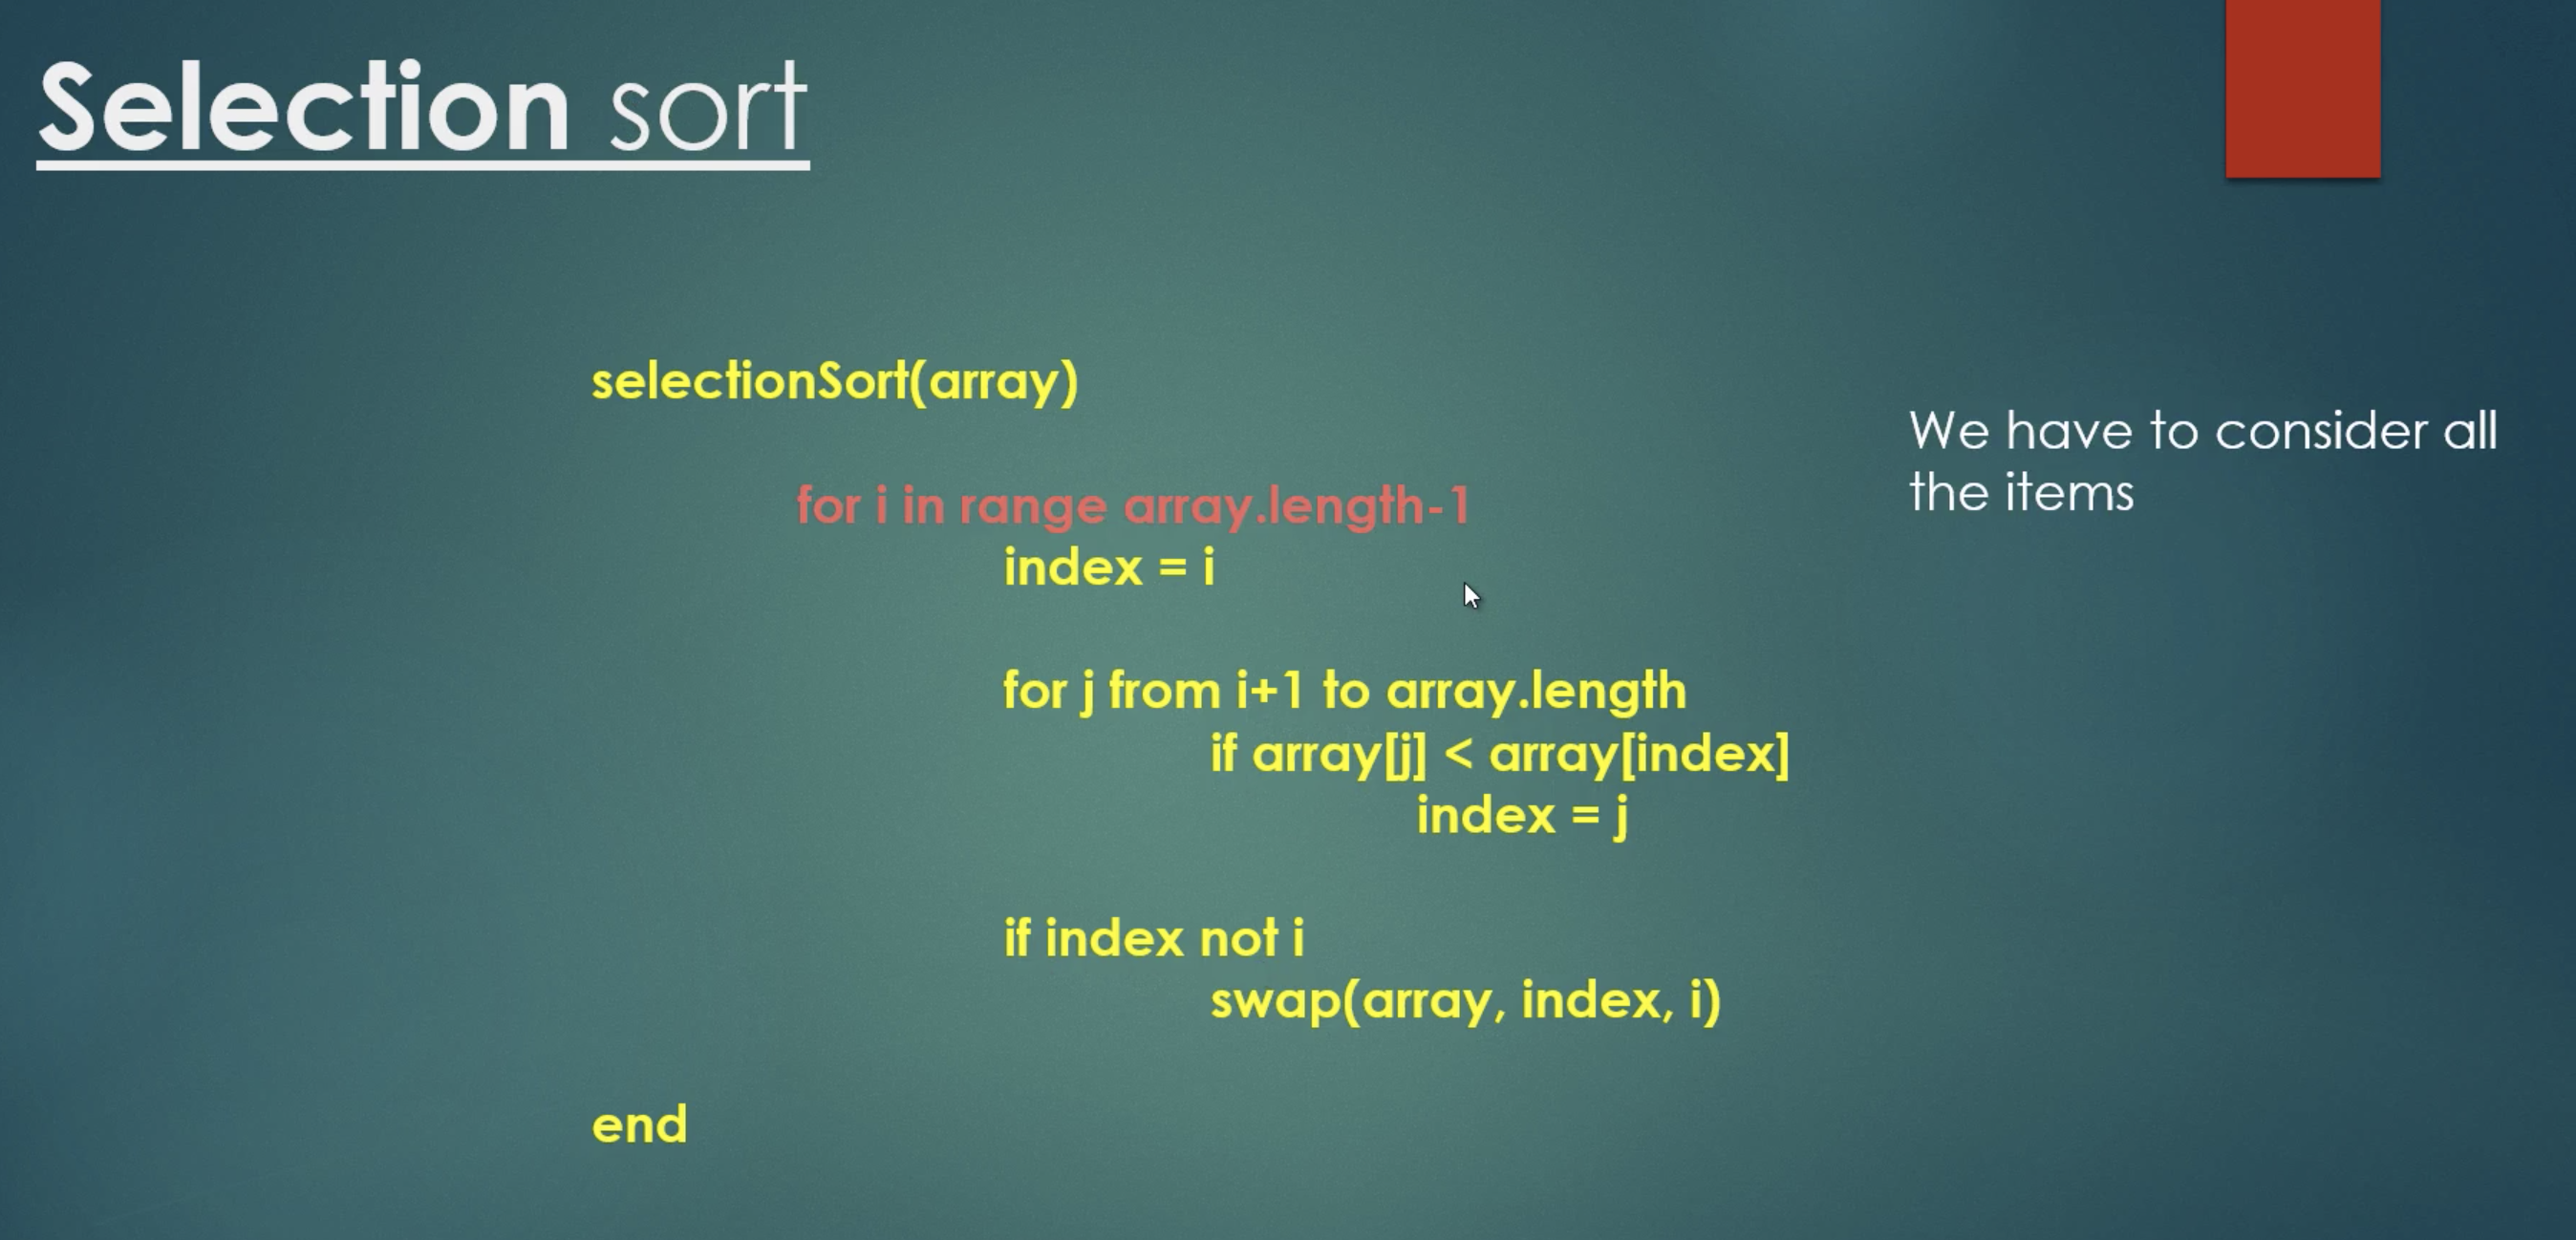 Selection sort
selectionSort(array)
for i in range array.length-1
index = i
for j from i+1 to array.length
if array[j] < array[index]
index = j
if index not i
swap(array, index, i)
end
We have to consider all
the items